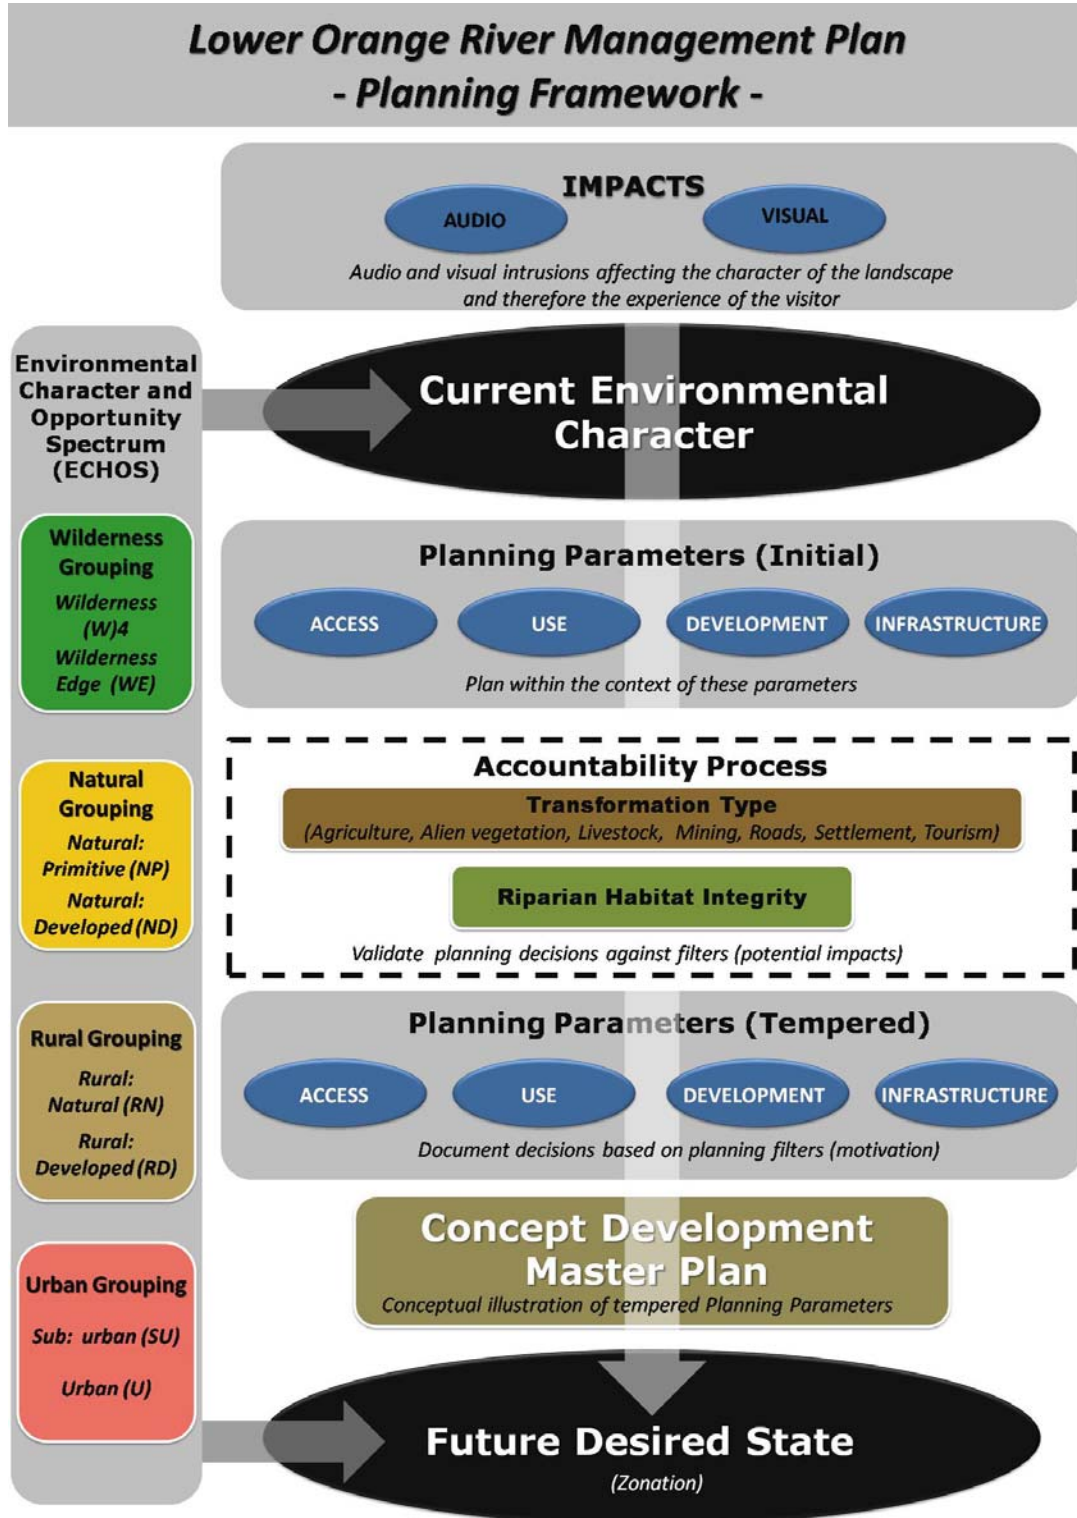 Lower Orange River Management Plan
- Planning Framework -
IMPACTS
AUDIO
VISUAL
Audio and visual intrusions affecting the character of the landscape
and therefore the experience of the visitor
Environmental
Character and
Opportunity
Spectrum
(ECHOS)
Current Environmental
Character
Wilderness
Grouping
Wilderness
(W)4
Wilderness
Edge (WE)
Planning Parameters (Initial)
ACCESS
USE
DEVELOPMENT
INFRASTRUCTURE
Plan within the context of these parameters
Natural
Grouping
Natural:
Primitive (NP)
Natural:
Developed (ND)
Accountability Process
Transformation Type
(Agriculture, Alien vegetation, Livestock, Mining, Roads, Settlement, Tourism)
Riparian Habitat Integrity
Validate planning decisions against filters (potential impacts)
Rural Grouping
Rural:
Natural (RN)
Rural:
Developed (RD)
Planning Parameters (Tempered)
ACCESS
USE
DEVELOPMENT
INFRASTRUCTURE
Document decisions based on planning filters (motivation)
Urban Grouping
Sub: urban (SU)
Urban (U)
Concept Development
Master Plan
Conceptual illustration of tempered Planning Parameters
Future Desired State
(Zonation)